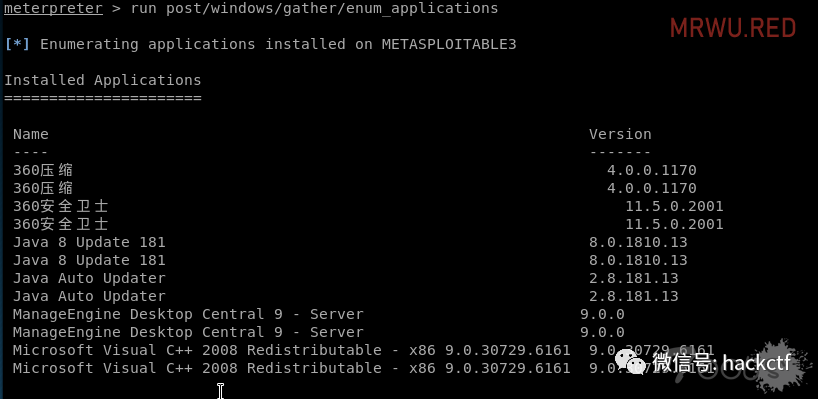 meterpreter > run post/windows/gather/enum_applications
MRWU.RED
[*] Enumerating applications installed on METASPLOITABLE3
Installed Applications
======================
Name Version
---- -------
360压缩 4.0.0.1170
360压缩 4.0.0.1170
360安全卫士 11.5.0.2001
360安全卫士 11.5.0.2001
Java 8 Update 181 8.0.1810.13
Java 8 Update 181 8.0.1810.13
Java Auto Updater 2.8.181.13
Java Auto Updater 2.8.181.13
ManageEngine Desktop Central 9 - Server 9.0.0
ManageEngine Desktop Central 9 - Server 9.0.0
Microsoft Visual C++ 2008 Redistributable - x86 9.0.30729.6161 9.0.30729.6161
Microsoft Visual C++ 2008 Redistributable - x86 9.0.30729.6161
微信号: hackctf